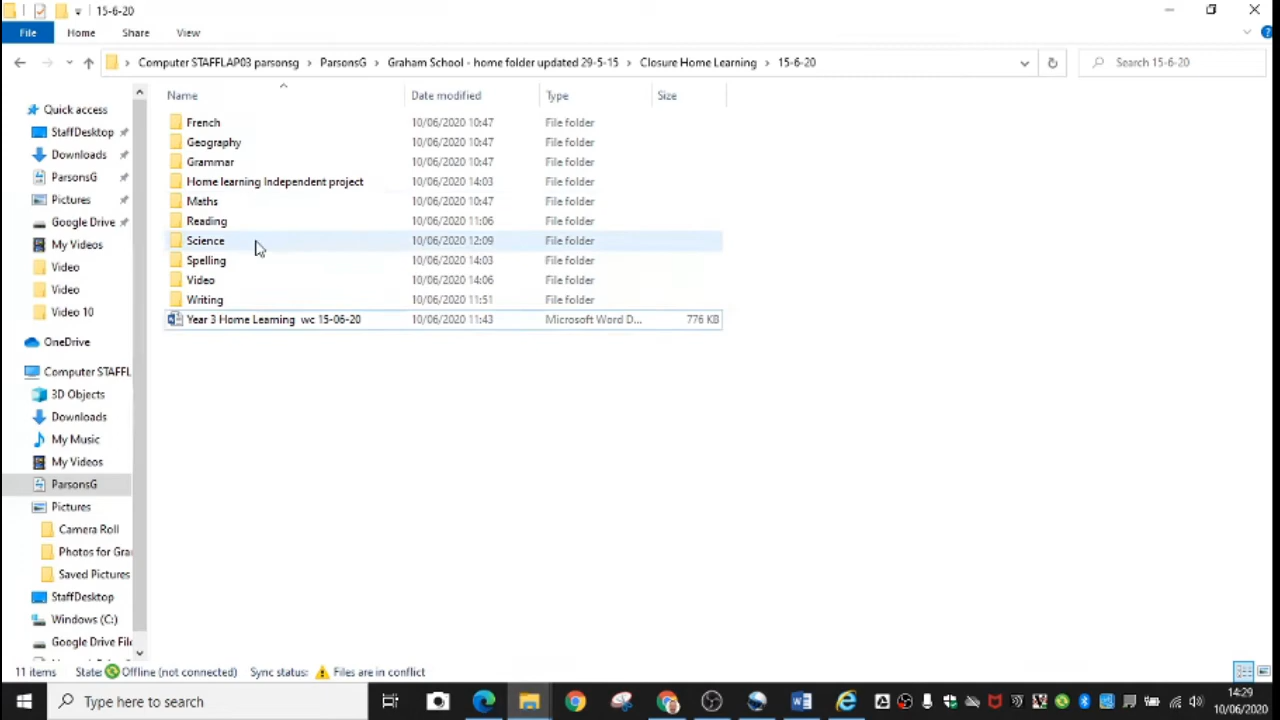 15-6-20
File Home Share View
Computer STAFFLAP03 parsonsg ParsonsG Graham School - home folder updated 29-5-15 Closure Home Learning 15-6-20
Search 15-6-20
Name Date modified Type Size
French 10/06/2020 10:47 File folder
Geography 10/06/2020 10:47 File folder
Grammar 10/06/2020 10:47 File folder
Home learning Independent project 10/06/2020 14:03 File folder
Maths 10/06/2020 10:47 File folder
Reading 10/06/2020 11:06 File folder
Science 10/06/2020 12:09 File folder
Spelling 10/06/2020 14:03 File folder
Video 10/06/2020 14:06 File folder
Writing 10/06/2020 11:51 File folder
Year 3 Home Learning wc 15-06-20 10/06/2020 11:43 Microsoft Word D... 776 KB
Quick access
StaffDesktop
Downloads
ParsonsG
Pictures
Google Drive
My Videos
Video
Video
Video 10
OneDrive
Computer STAFFL
3D Objects
Downloads
My Music
My Videos
ParsonsG
Pictures
Camera Roll
Photos for Gra
Saved Pictures
StaffDesktop
Windows (C:)
Google Drive File
11 items State: Offline (not connected) Sync status: Files are in conflict
Type here to search
14:29
10/06/2020